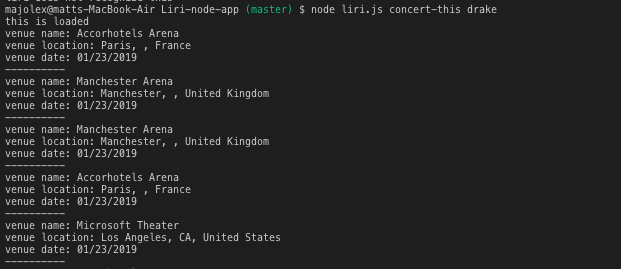 majolex@matts-MacBook-Air Liri-node-app (master) $ node liri.js concert-this drake
this is loaded
venue name: Accorhotels Arena
venue location: Paris, , France
venue date: 01/23/2019
----------
venue name: Manchester Arena
venue location: Manchester, , United Kingdom
venue date: 01/23/2019
----------
venue name: Manchester Arena
venue location: Manchester, , United Kingdom
venue date: 01/23/2019
----------
venue name: Accorhotels Arena
venue location: Paris, , France
venue date: 01/23/2019
----------
venue name: Microsoft Theater
venue location: Los Angeles, CA, United States
venue date: 01/23/2019
----------